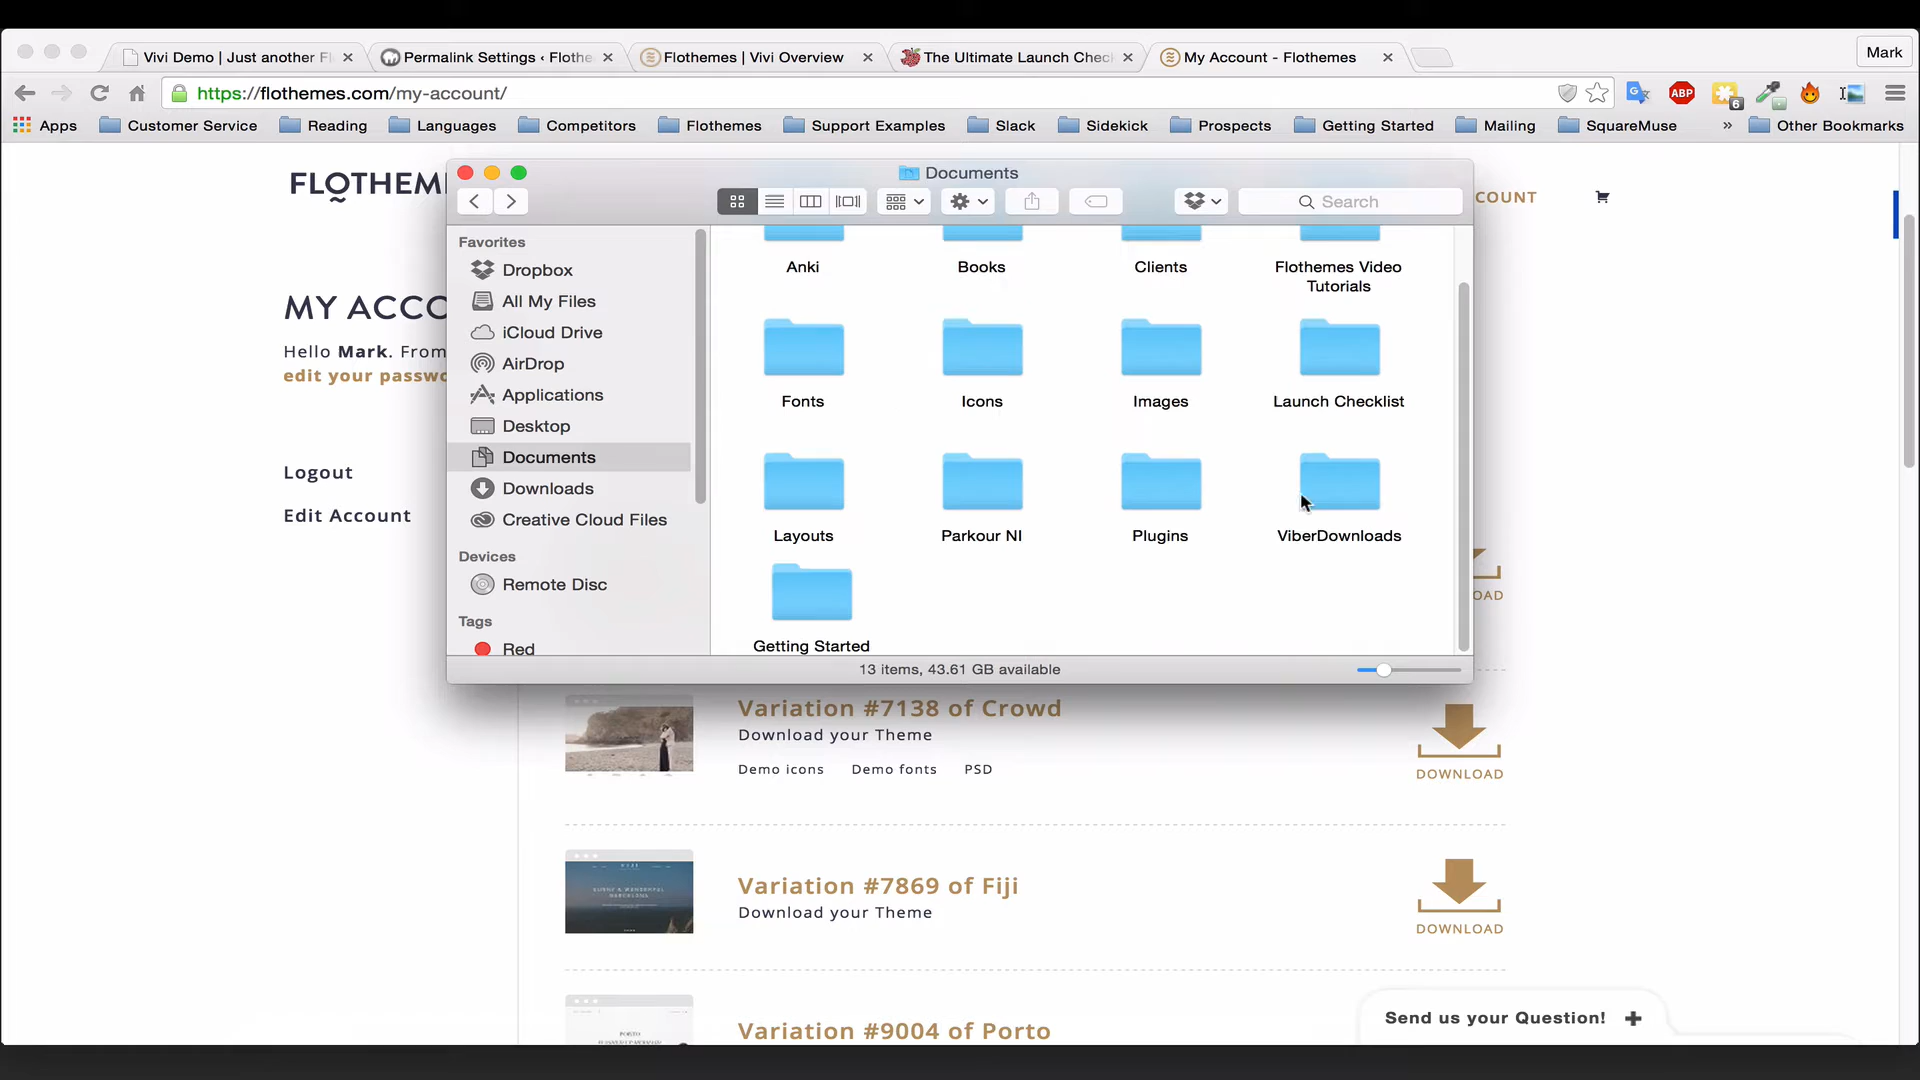 Vivi Demo | Just another Fl
Permalink Settings ‹ Flothe
Flothemes | Vivi Overview
The Ultimate Launch Chec
My Account - Flothemes
Mark
https://flothemes.com/my-account/
ABP
6
Apps
Customer Service
Reading
Languages
Competitors
Flothemes
Support Examples
Slack
Sidekick
Prospects
Getting Started
Mailing
SquareMuse
»
Other Bookmarks
FLOTHEM
COUNT
MY ACCO
Hello Mark. From
edit your passwo
Logout
Edit Account
Documents
Search
Favorites
Dropbox
All My Files
iCloud Drive
AirDrop
Applications
Desktop
Documents
Downloads
Creative Cloud Files
Devices
Remote Disc
Tags
Red
Anki
Books
Clients
Flothemes Video
Tutorials
Fonts
Icons
Images
Launch Checklist
Layouts
Parkour NI
Plugins
ViberDownloads
Getting Started
13 items, 43.61 GB available
OAD
Variation #7138 of Crowd
Download your Theme
Demo icons
Demo fonts
PSD
DOWNLOAD
Variation #7869 of Fiji
Download your Theme
DOWNLOAD
Variation #9004 of Porto
PORTO
Send us your Question!